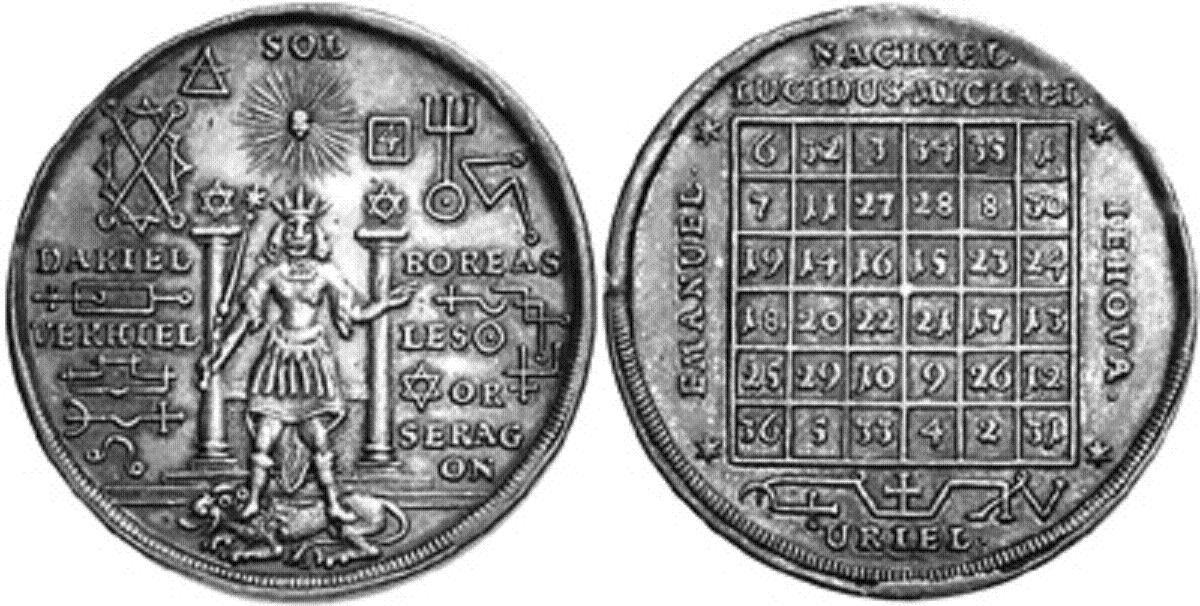 SOL
DARIEL
VERHIEL
BOREAS
LES
OR
SERAG
ON
NACHYEL.
LUCIDUS·MICHAEL.
EMANUEL.
6 32 3 34 35 1
7 11 27 28 8 30
19 14 16 15 23 24
18. 20 22 21 17 13
25 29 10 9 26 12
36 5 33 4 2 31
IEHOVA.
·URIEL·